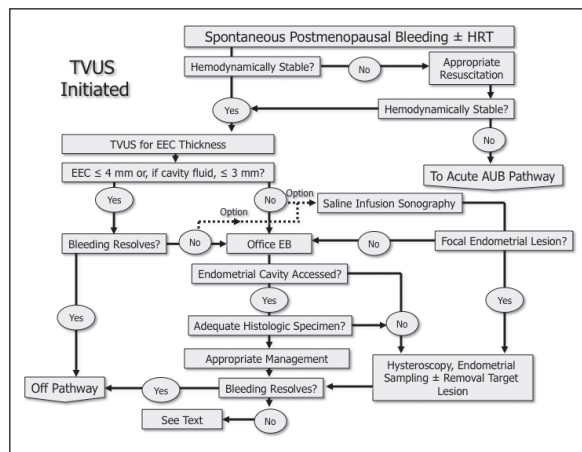 Spontaneous Postmenopausal Bleeding ± HRT
TVUS
Initiated
Hemodynamically Stable?
No
Appropriate
Resuscitation
Yes
Hemodynamically Stable?
No
TVUS for EEC Thickness
To Acute AUB Pathway
EEC ≤ 4 mm or, if cavity fluid, ≤ 3 mm?
Yes
No
Option
Saline Infusion Sonography
Option
Bleeding Resolves?
No
Office EB
No
Focal Endometrial Lesion?
Endometrial Cavity Accessed?
Yes
Yes
Yes
Adequate Histologic Specimen?
No
Appropriate Management
Hysteroscopy, Endometrial
Sampling ± Removal Target
Lesion
Off Pathway
Yes
Bleeding Resolves?
See Text
No